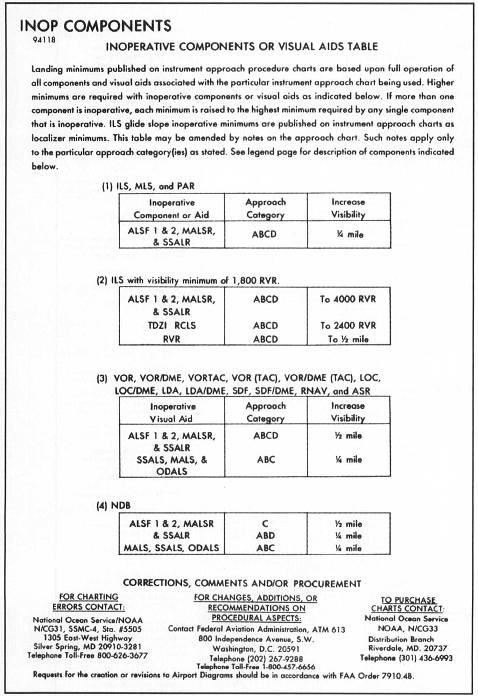 INOP COMPONENTS
94118
INOPERATIVE COMPONENTS OR VISUAL AIDS TABLE
Landing minimums published on instrument approach procedure charts are based upon full operation of
all components and visual aids associated with the particular instrument approach chart being used. Higher
minimums are required with inoperative components or visual aids as indicated below. If more than one
component is inoperative, each minimum is raised to the highest minimum required by any single component
that is inoperative. ILS glide slope inoperative minimums are published on instrument approach charts as
localizer minimums. This table may be amended by notes on the approach chart. Such notes apply only
to the particular approach category(ies) as stated. See legend page for description of components indicated
below.
(1) ILS, MLS, and PAR
Inoperative Component or Aid Approach Category Increase Visibility
ALSF 1 & 2, MALSR, & SSALR ABCD ¼ mile
(2) ILS with visibility minimum of 1,800 RVR.
ALSF 1 & 2, MALSR, & SSALR ABCD To 4000 RVR
TDZI RCLS ABCD To 2400 RVR
RVR ABCD To ½ mile
(3) VOR, VOR/DME, VORTAC, VOR (TAC), VOR/DME (TAC), LOC,
LOC/DME, LDA, LDA/DME, SDF, SDF/DME, RNAV, and ASR
Inoperative Visual Aid Approach Category Increase Visibility
ALSF 1 & 2, MALSR, & SSALR ABCD ½ mile
SSALS, MALS, & ODALS ABC ¼ mile
(4) NDB
ALSF 1 & 2, MALSR C ½ mile
& SSALR ABD ¼ mile
MALS, SSALS, ODALS ABC ¼ mile
CORRECTIONS, COMMENTS AND/OR PROCUREMENT
FOR CHARTING
ERRORS CONTACT:
National Ocean Service/NOAA
N/CG31, SSMC-4, Sta. #5505
1305 East-West Highway
Silver Spring, MD 20910-3281
Telephone Toll-Free 800-626-3677
FOR CHANGES, ADDITIONS, OR
RECOMMENDATIONS ON
PROCEDURAL ASPECTS:
Contact Federal Aviation Administration, ATM 613
800 Independence Avenue, S.W.
Washington, D.C. 20591
Telephone (202) 267-9288
Telephone Toll-Free 1-800-457-6656
TO PURCHASE
CHARTS CONTACT:
National Ocean Service
NOAA, N/CG33
Distribution Branch
Riverdale, MD. 20737
Telephone (301) 436-6993
Requests for the creation or revisions to Airport Diagrams should be in accordance with FAA Order 7910.4B.